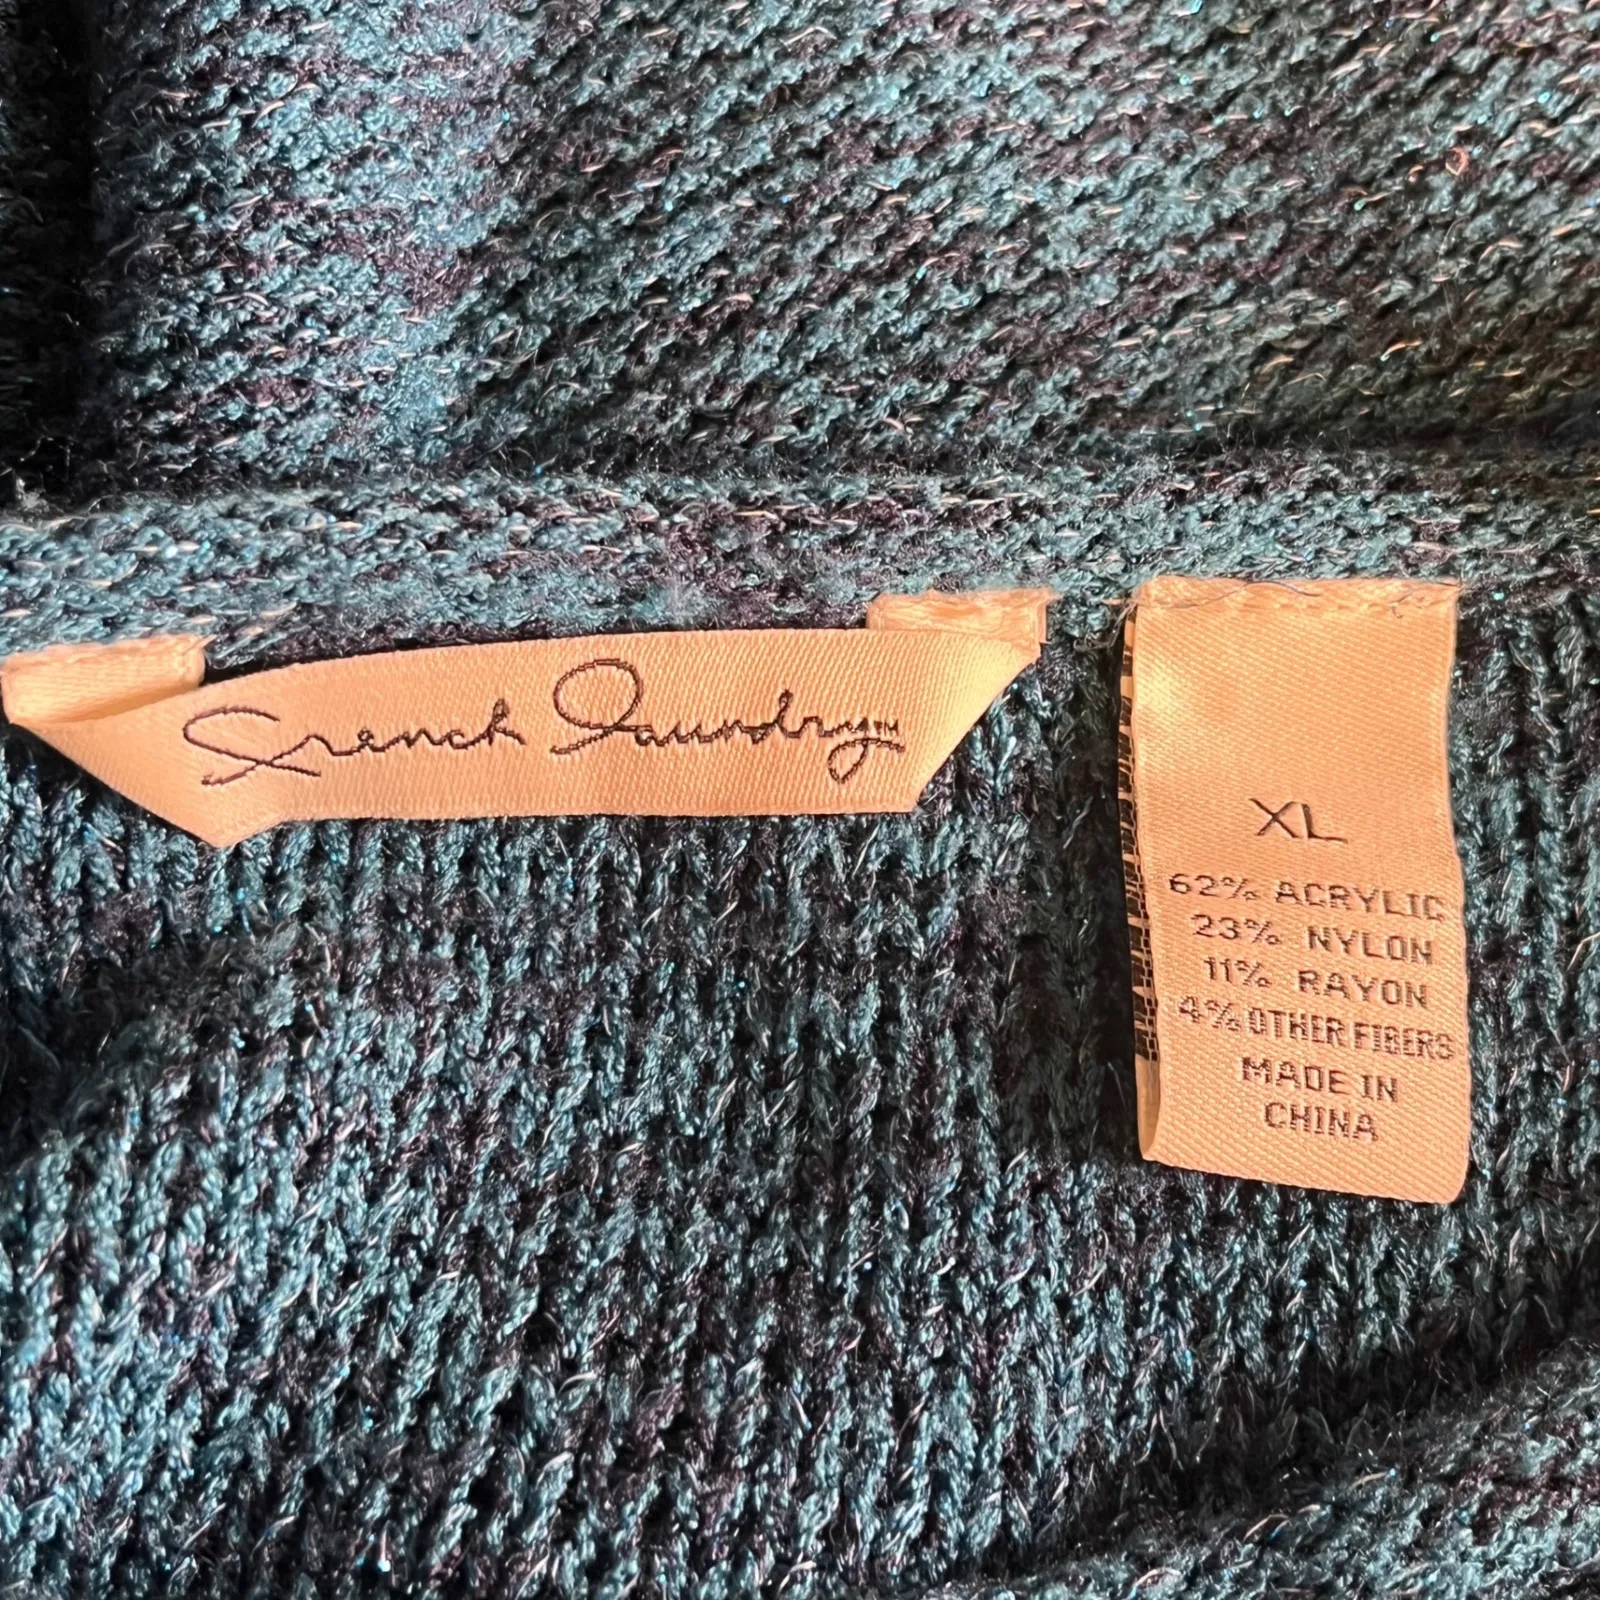 French Laundry™
XL
62% ACRYLIC
23% NYLON
11% RAYON
4% OTHER FIBERS
MADE IN
CHINA